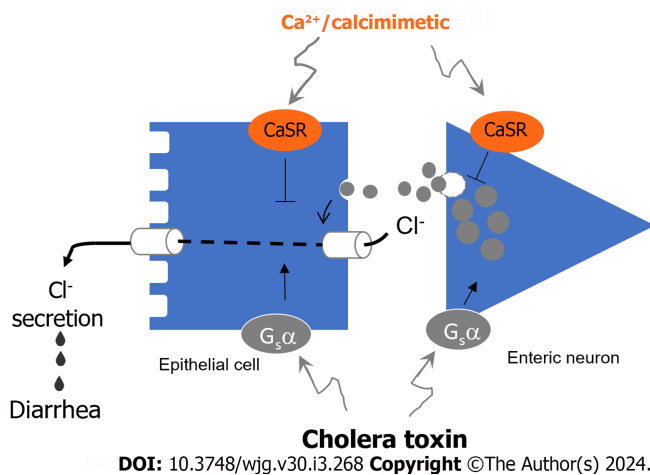 Ca²⁺/calcimimetic
CaSR
CaSR
Cl⁻
Cl⁻
secretion
Diarrhea
Gₛα
Gₛα
Epithelial cell
Enteric neuron
Cholera toxin
DOI: 10.3748/wjg.v30.i3.268 Copyright ©The Author(s) 2024.